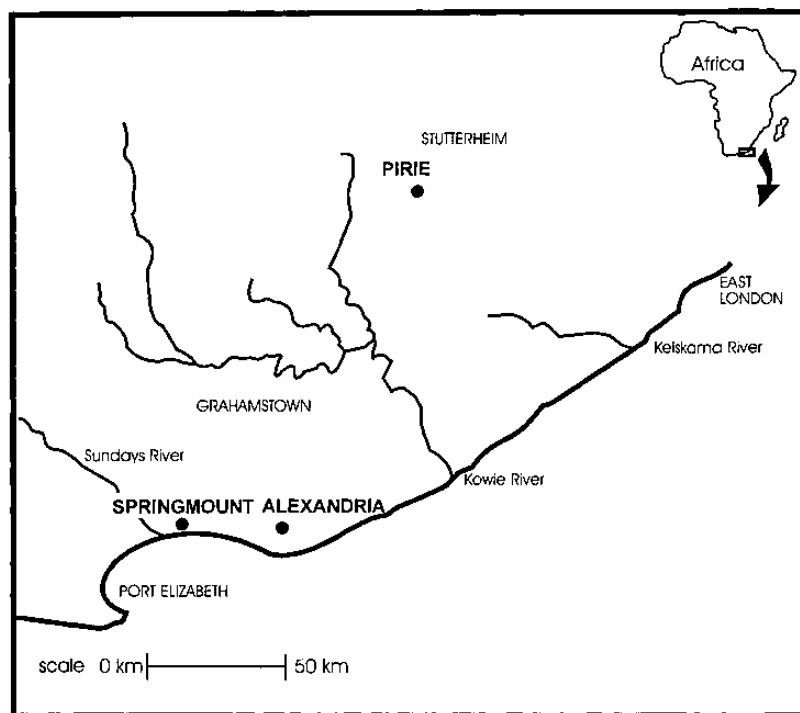 Africa
STUTTERHEIM
PIRIE
EAST
LONDON
Keiskama River
GRAHAMSTOWN
Sundays River
Kowie River
SPRINGMOUNT ALEXANDRIA
PORT ELIZABETH
scale 0 km 50 km